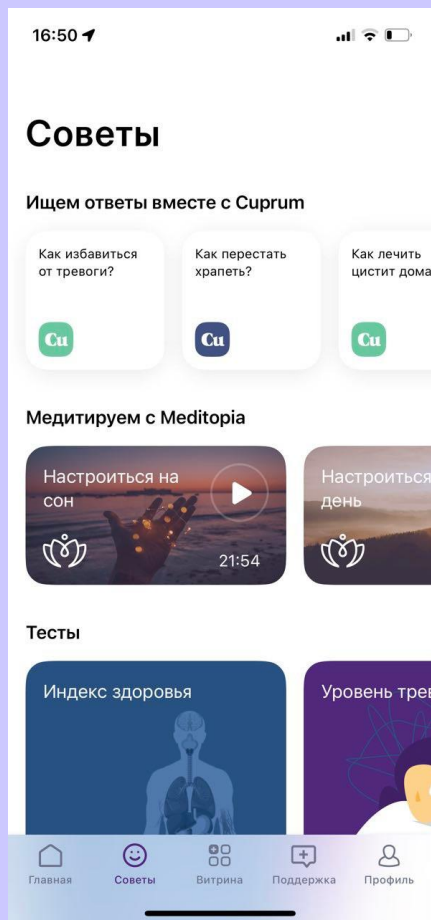 16:50
Советы
Ищем ответы вместе с Cuprum
Как избавиться
от тревоги?
Cu
Как перестать
храпеть?
Cu
Как лечить
цистит дома
Cu
Медитируем с Meditopia
Настроиться на
сон
21:54
Настроиться
день
Тесты
Индекс здоровья
Уровень трев
Главная
Советы
Витрина
Поддержка
Профиль